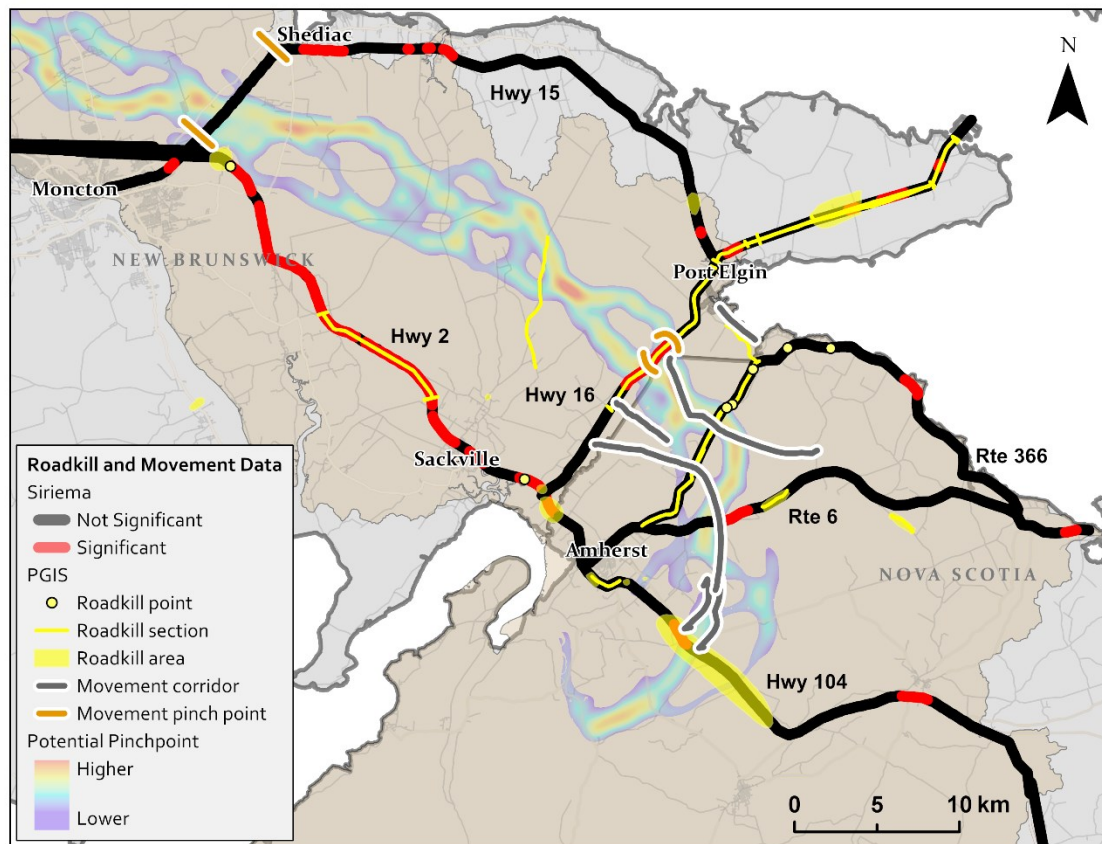 Shediac
N
Hwy 15
Moncton
NEW BRUNSWICK
Port Elgin
Hwy 2
Hwy 16
Sackville
Rte 366
Rte 6
Amherst
NOVA SCOTIA
Hwy 104
Roadkill and Movement Data
Siriema
Not Significant
Significant
PGIS
Roadkill point
Roadkill section
Roadkill area
Movement corridor
Movement pinch point
Potential Pinchpoint
Higher
Lower
0 5 10 km